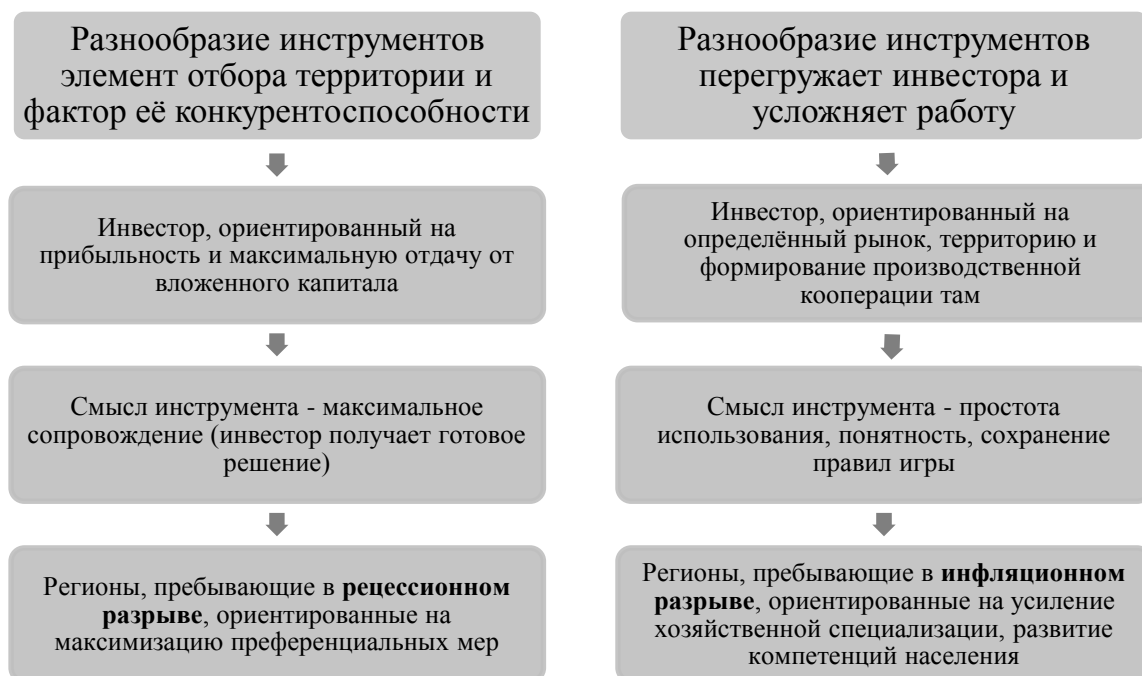 Разнообразие инструментов
элемент отбора территории и
фактор её конкурентоспособности
Инвестор, ориентированный на
прибыльность и максимальную отдачу от
вложенного капитала
Смысл инструмента - максимальное
сопровождение (инвестор получает готовое
решение)
Регионы, пребывающие в рецессионном
разрыве, ориентированные на
максимизацию преференциальных мер
Разнообразие инструментов
перегружает инвестора и
усложняет работу
Инвестор, ориентированный на
определённый рынок, территорию и
формирование производственной
кооперации там
Смысл инструмента - простота
использования, понятность, сохранение
правил игры
Регионы, пребывающие в инфляционном
разрыве, ориентированные на усиление
хозяйственной специализации, развитие
компетенций населения